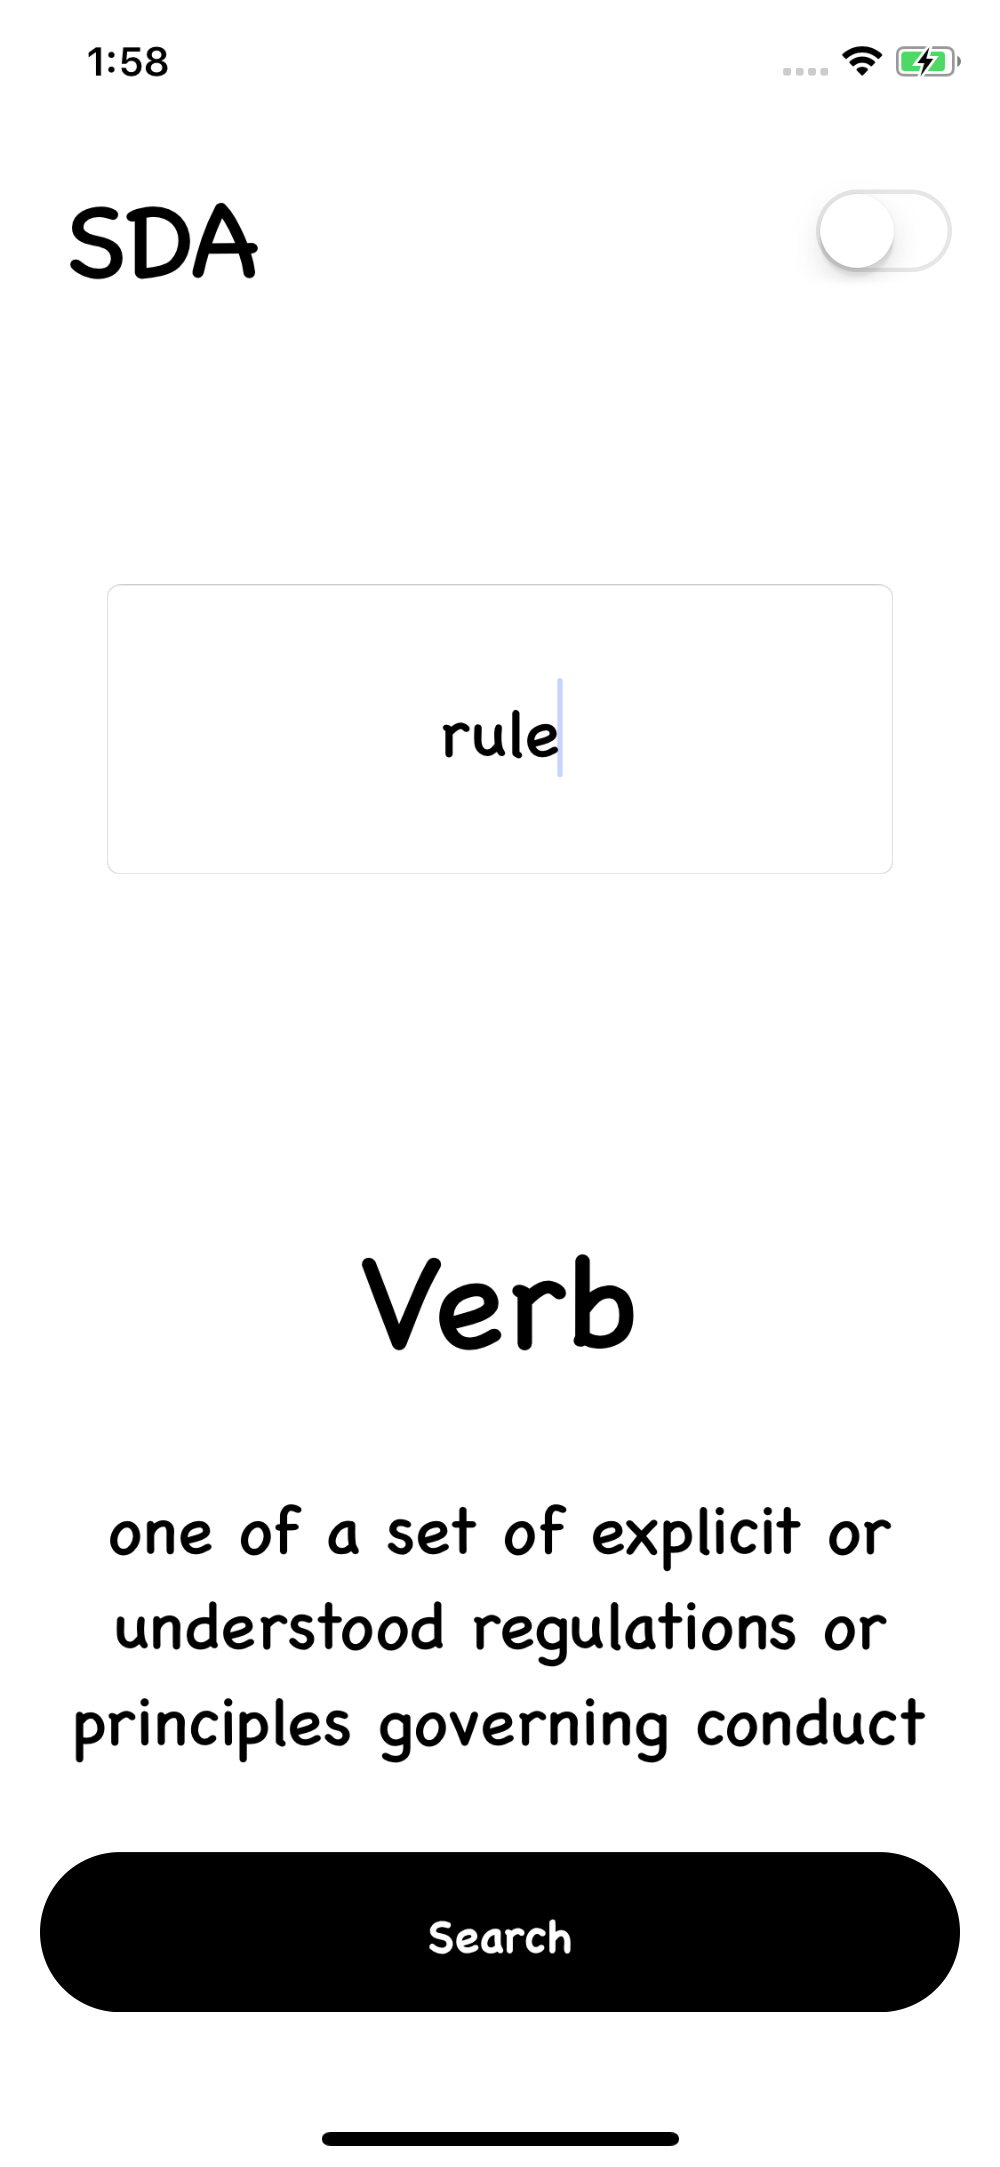 1:58
SDA
rule
Verb
one of a set of explicit or
understood regulations or
principles governing conduct
Search